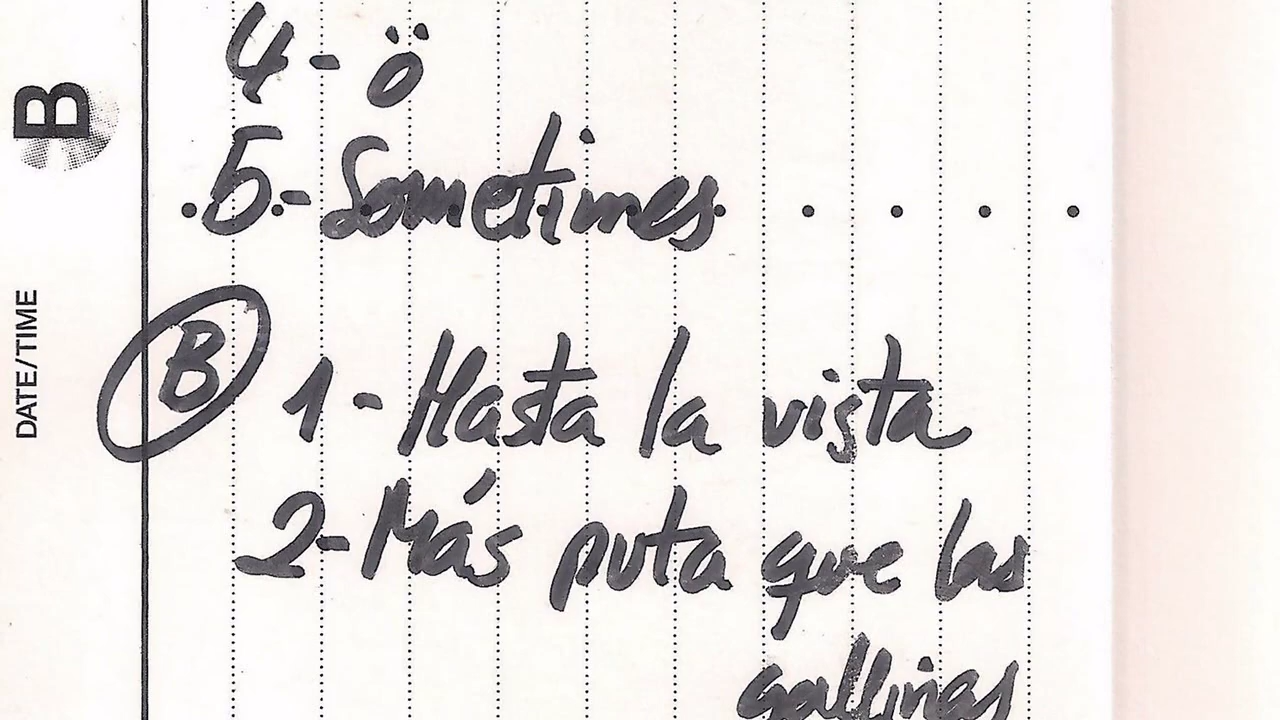 4- ö
B
5.- Sometimes
DATE/TIME
B 1- Hasta la vista
2- Más puta que las
gallinas